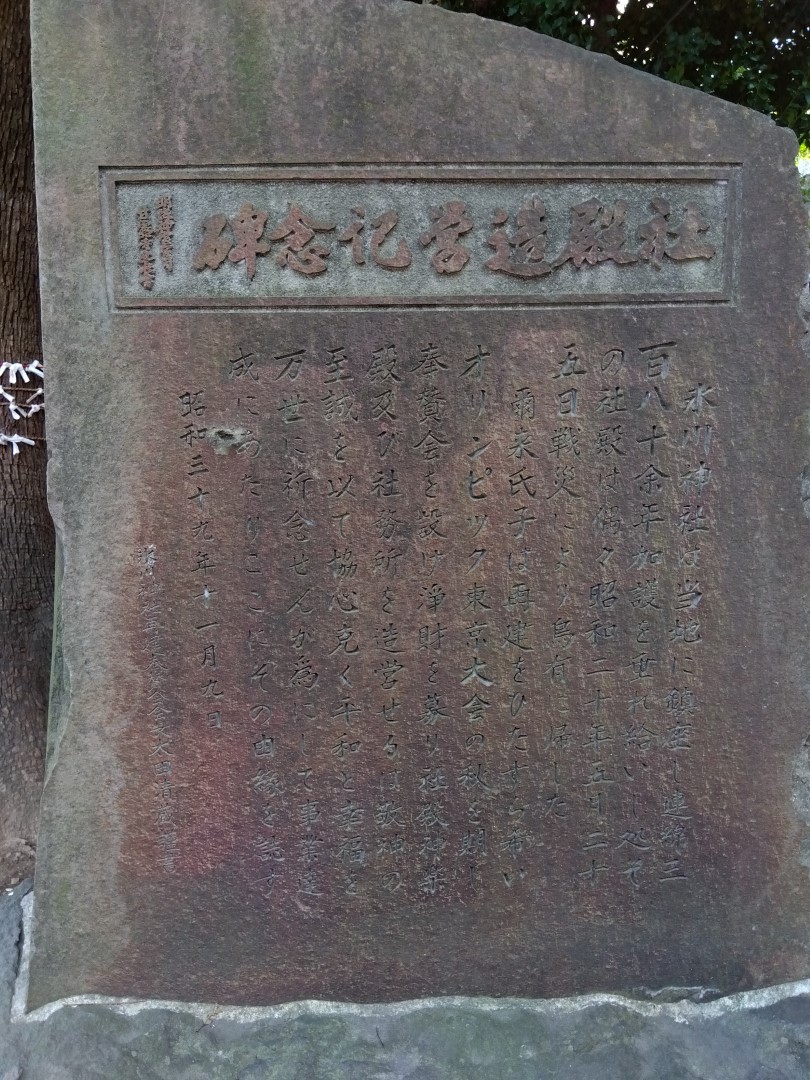 社殿造営記念碑
氷川神社は当地に鎮座し連綿三
百八十余年加護を垂れ給いし処そ
の社殿は偶々昭和二十年五月二十
五日戦災により烏有に帰した
爾来氏子は再建をひたすら希い
オリンピック東京大会の秋を期し
奉賛会を設け浄財を募り社殿神楽
殿及び社務所を造営せるは敬神の
至誠を以て協心克く平和と幸福を
万世に祈念せんが為にして事業達
成にあたりここにその由緣を誌す
昭和三十九年十一月九日